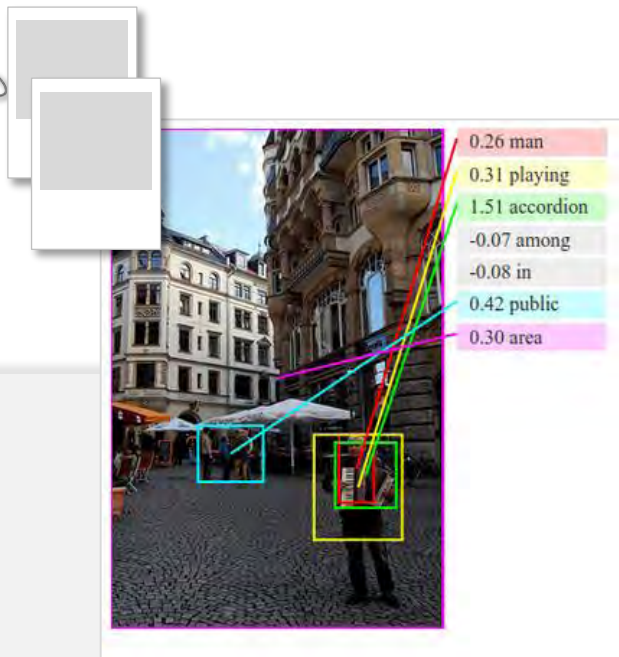 0.26 man
0.31 playing
1.51 accordion
-0.07 among
-0.08 in
0.42 public
0.30 area